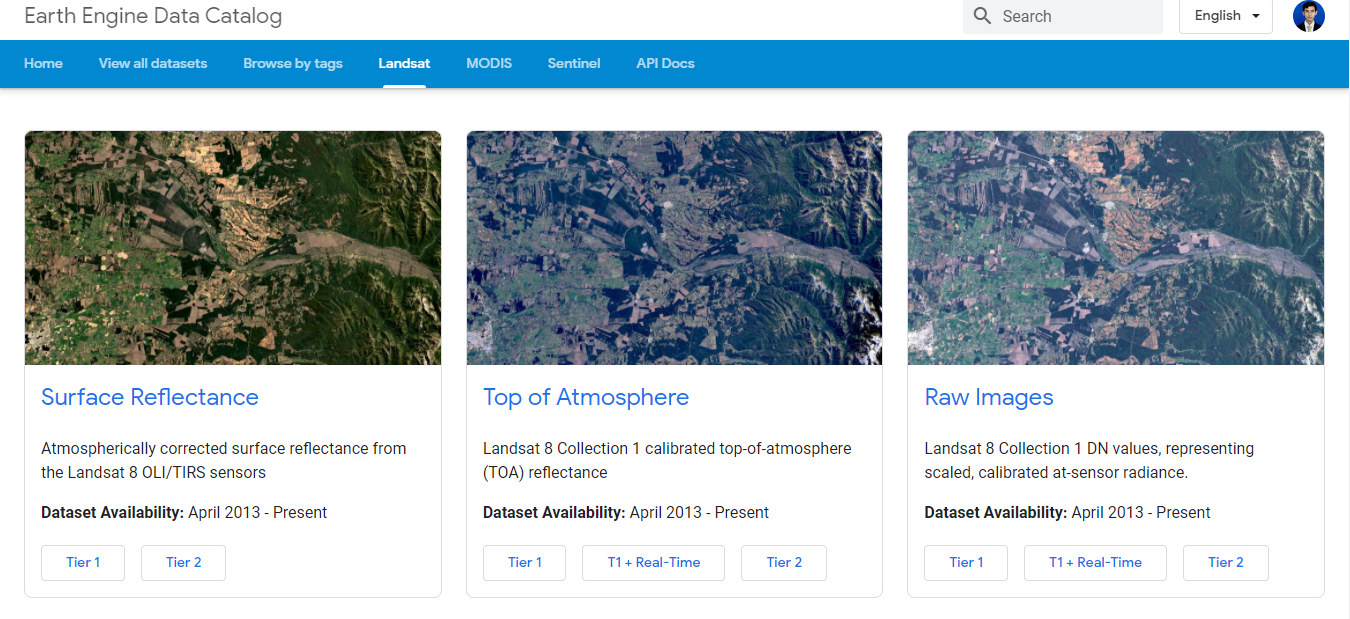 Earth Engine Data Catalog
Search
English
Home
View all datasets
Browse by tags
Landsat
MODIS
Sentinel
API Docs
Surface Reflectance
Atmospherically corrected surface reflectance from
the Landsat 8 OLI/TIRS sensors
Dataset Availability: April 2013 - Present
Tier 1
Tier 2
Top of Atmosphere
Landsat 8 Collection 1 calibrated top-of-atmosphere
(TOA) reflectance
Dataset Availability: April 2013 - Present
Tier 1
T1 + Real-Time
Tier 2
Raw Images
Landsat 8 Collection 1 DN values, representing
scaled, calibrated at-sensor radiance.
Dataset Availability: April 2013 - Present
Tier 1
T1 + Real-Time
Tier 2